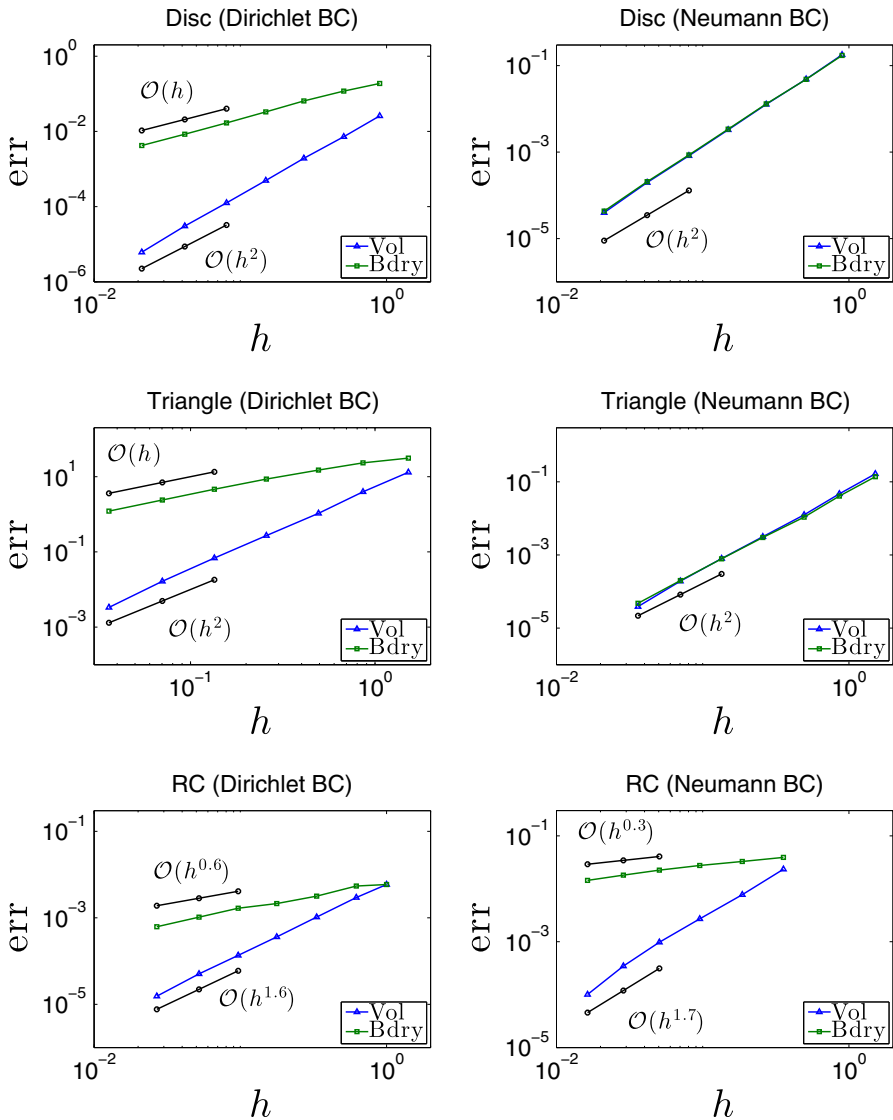 Disc (Dirichlet BC)
err
10^0
10^{-2}
10^{-4}
10^{-6}
O(h)
O(h^2)
Vol
Bdry
10^{-2}
10^0
h
Disc (Neumann BC)
err
10^{-1}
10^{-3}
10^{-5}
O(h^2)
Vol
Bdry
10^{-2}
10^0
h
Triangle (Dirichlet BC)
err
10^1
10^{-1}
10^{-3}
O(h)
O(h^2)
Vol
Bdry
10^{-1}
10^0
h
Triangle (Neumann BC)
err
10^{-1}
10^{-3}
10^{-5}
O(h^2)
Vol
Bdry
10^{-2}
10^0
h
RC (Dirichlet BC)
err
10^{-1}
10^{-3}
10^{-5}
O(h^{0.6})
O(h^{1.6})
Vol
Bdry
10^{-2}
10^0
h
RC (Neumann BC)
err
10^{-1}
10^{-3}
10^{-5}
O(h^{0.3})
O(h^{1.7})
Vol
Bdry
10^{-2}
10^0
h